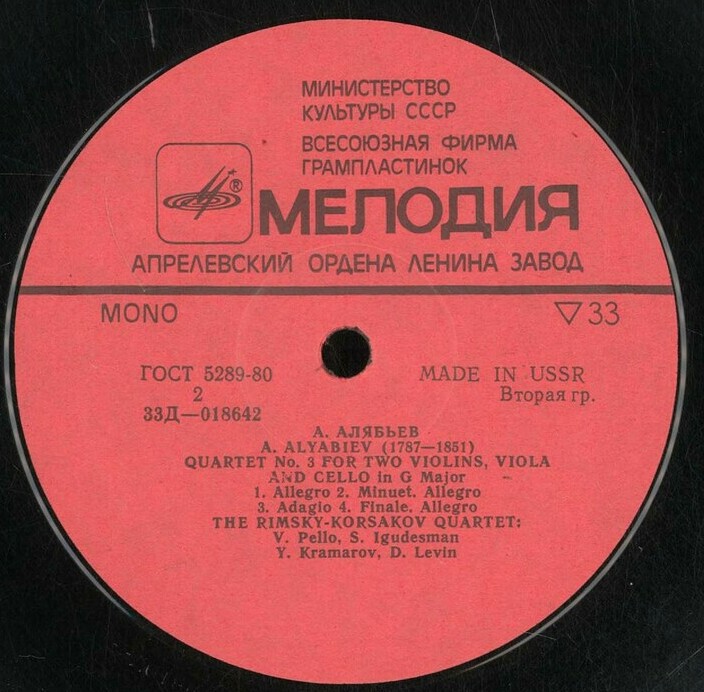 МИНИСТЕРСТВО
КУЛЬТУРЫ СССР
ВСЕСОЮЗНАЯ ФИРМА
ГРАМПЛАСТИНОК
®
МЕЛОДИЯ
АПРЕЛЕВСКИЙ ОРДЕНА ЛЕНИНА ЗАВОД
MONO ▽ 33
ГОСТ 5289-80 MADE IN USSR
2 Вторая гр.
33Д—018642
А. АЛЯБЬЕВ
A. ALYABIEV (1787—1851)
QUARTET No. 3 FOR TWO VIOLINS, VIOLA
AND CELLO in G Major
1. Allegro 2. Minuet. Allegro
3. Adagio 4. Finale. Allegro
THE RIMSKY-KORSAKOV QUARTET:
V. Pello, S. Igudesman
Y. Kramarov, D. Levin